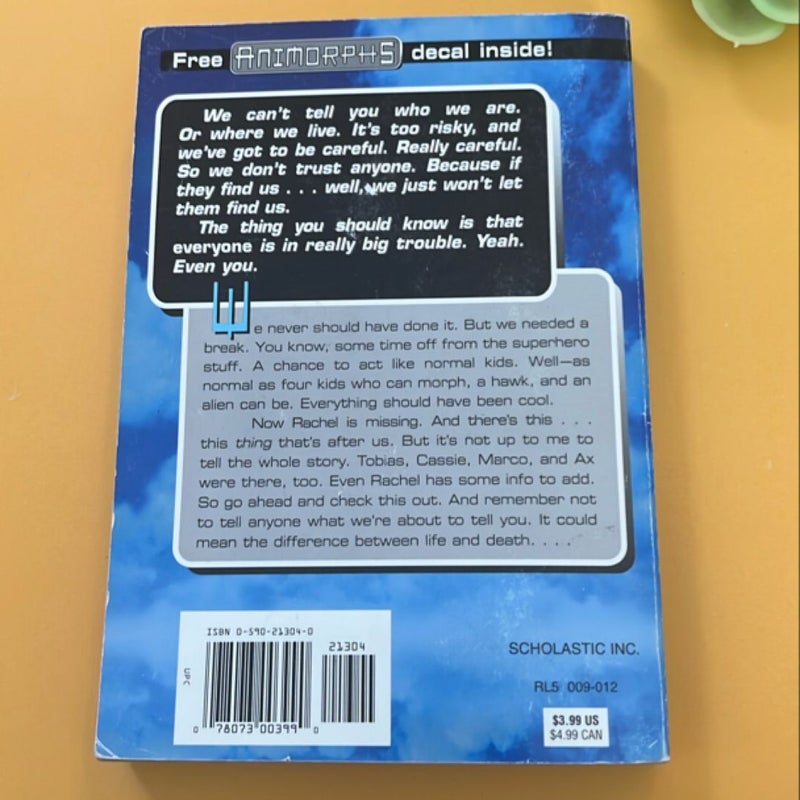 Free ANIMORPHS decal inside!
We can't tell you who we are.
Or where we live. It's too risky, and
we've got to be careful. Really careful.
So we don't trust anyone. Because if
they find us . . . well, we just won't let
them find us.
The thing you should know is that
everyone is in really big trouble. Yeah.
Even you.
We never should have done it. But we needed a
break. You know, some time off from the superhero
stuff. A chance to act like normal kids. Well—as
normal as four kids who can morph, a hawk, and an
alien can be. Everything should have been cool.
Now Rachel is missing. And there's this . . .
this thing that's after us. But it's not up to me to
tell the whole story. Tobias, Cassie, Marco, and Ax
were there, too. Even Rachel has some info to add.
So go ahead and check this out. And remember not
to tell anyone what we're about to tell you. It could
mean the difference between life and death. . . .
ISBN 0-590-21304-0
21304
UPC
0 78073 00399 0
SCHOLASTIC INC.
RL5 009-012
$3.99 US
$4.99 CAN